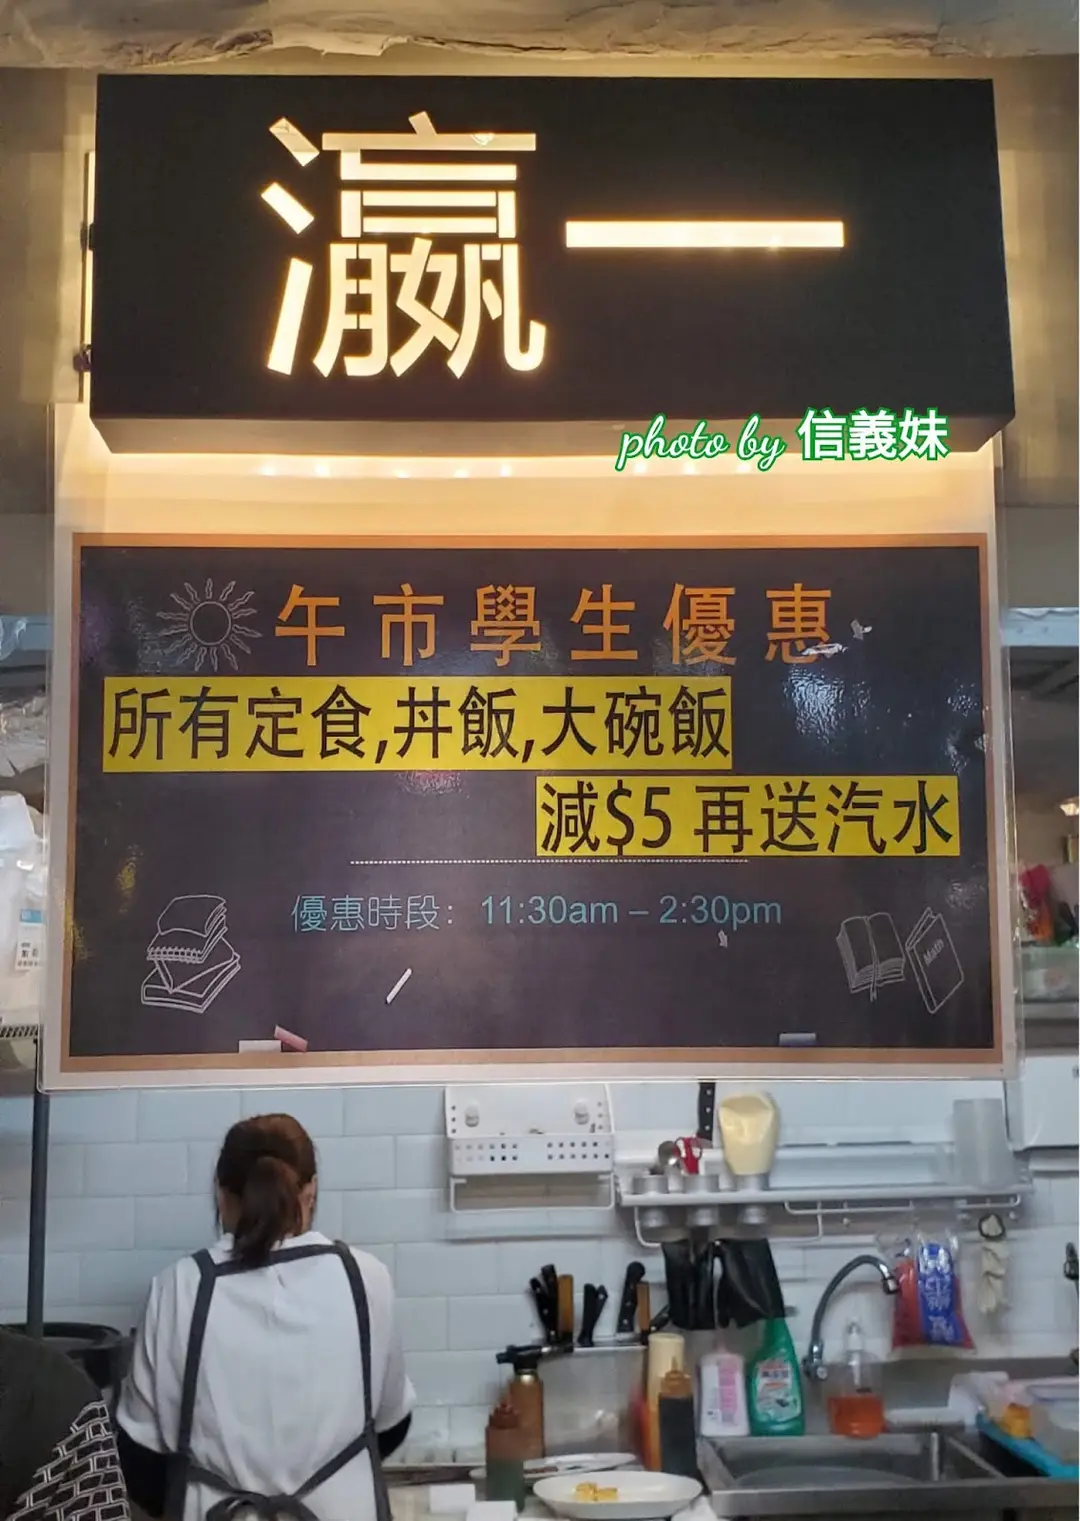 瀛一
photo by 信義妹
午市學生優惠
所有定食,丼飯,大碗飯
減$5 再送汽水
優惠時段： 11:30am – 2:30pm
Math